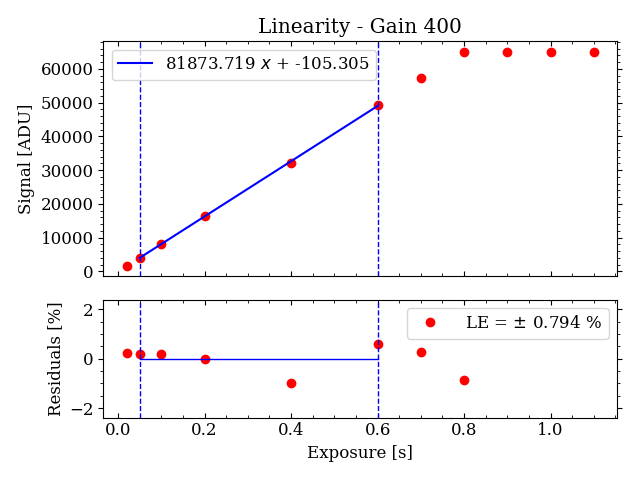 Linearity - Gain 400
81873.719 x + -105.305
Signal [ADU]
60000
50000
40000
30000
20000
10000
0
LE = ± 0.794 %
Residuals [%]
2
0
−2
0.0 0.2 0.4 0.6 0.8 1.0
Exposure [s]